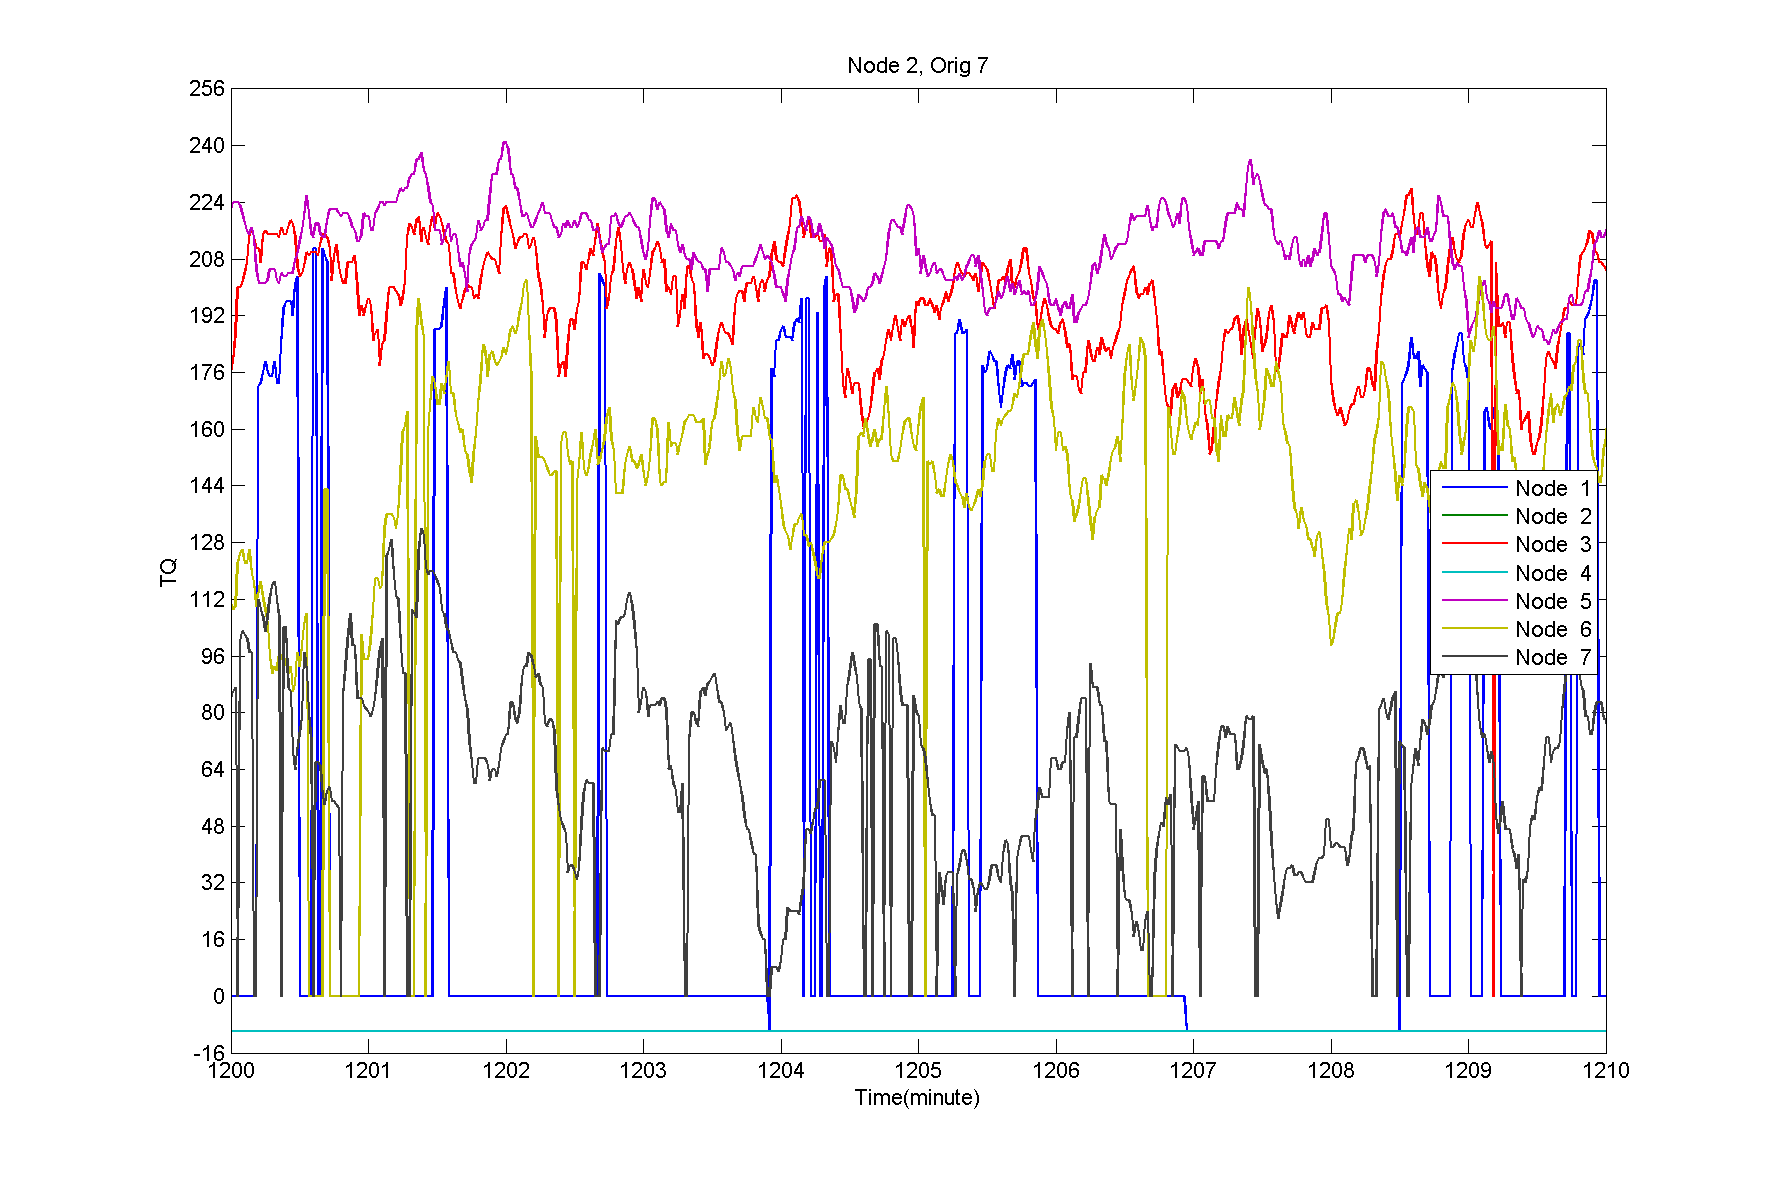 Node 2, Orig 7
256
240
224
208
192
176
160
144
128
112
96
80
64
48
32
16
0
-16
TQ
Node 1
Node 2
Node 3
Node 4
Node 5
Node 6
Node 7
1200 1201 1202 1203 1204 1205 1206 1207 1208 1209 1210
Time(minute)